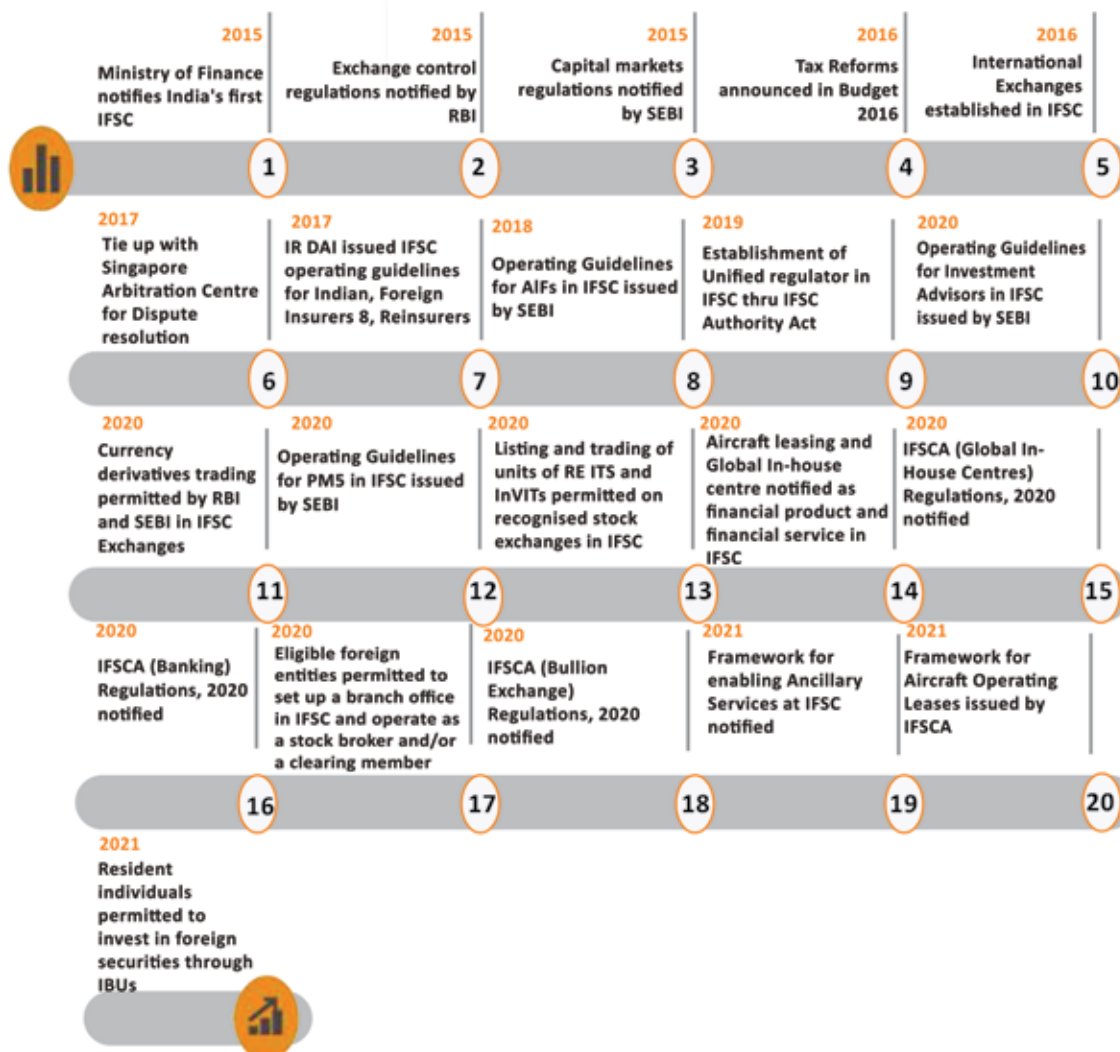 2015
Ministry of Finance
notifies India's first
IFSC
2015
Exchange control
regulations notified by
RBI
2015
Capital markets
regulations notified
by SEBI
2016
Tax Reforms
announced in Budget
2016
2016
International
Exchanges
established in IFSC
1
2
3
4
5
2017
Tie up with
Singapore
Arbitration Centre
for Dispute
resolution
2017
IR DAI issued IFSC
operating guidelines
for Indian, Foreign
Insurers 8, Reinsurers
2018
Operating Guidelines
for AIFs in IFSC issued
by SEBI
2019
Establishment of
Unified regulator in
IFSC thru IFSC
Authority Act
2020
Operating Guidelines
for Investment
Advisors in IFSC
issued by SEBI
6
7
8
9
10
2020
Currency
derivatives trading
permitted by RBI
and SEBI in IFSC
Exchanges
2020
Operating Guidelines
for PM5 in IFSC issued
by SEBI
2020
Listing and trading of
units of RE ITS and
InVITs permitted on
recognised stock
exchanges in IFSC
2020
Aircraft leasing and
Global In-house
centre notified as
financial product and
financial service in
IFSC
2020
IFSCA (Global In-
House Centres)
Regulations, 2020
notified
11
12
13
14
15
2020
IFSCA (Banking)
Regulations, 2020
notified
2020
Eligible foreign
entities permitted to
set up a branch office
in IFSC and operate as
a stock broker and/or
a clearing member
2020
IFSCA (Bullion
Exchange)
Regulations, 2020
notified
2021
Framework for
enabling Ancillary
Services at IFSC
notified
2021
Framework for
Aircraft Operating
Leases issued by
IFSCA
16
17
18
19
20
2021
Resident
individuals
permitted to
invest in foreign
securities through
IBUs